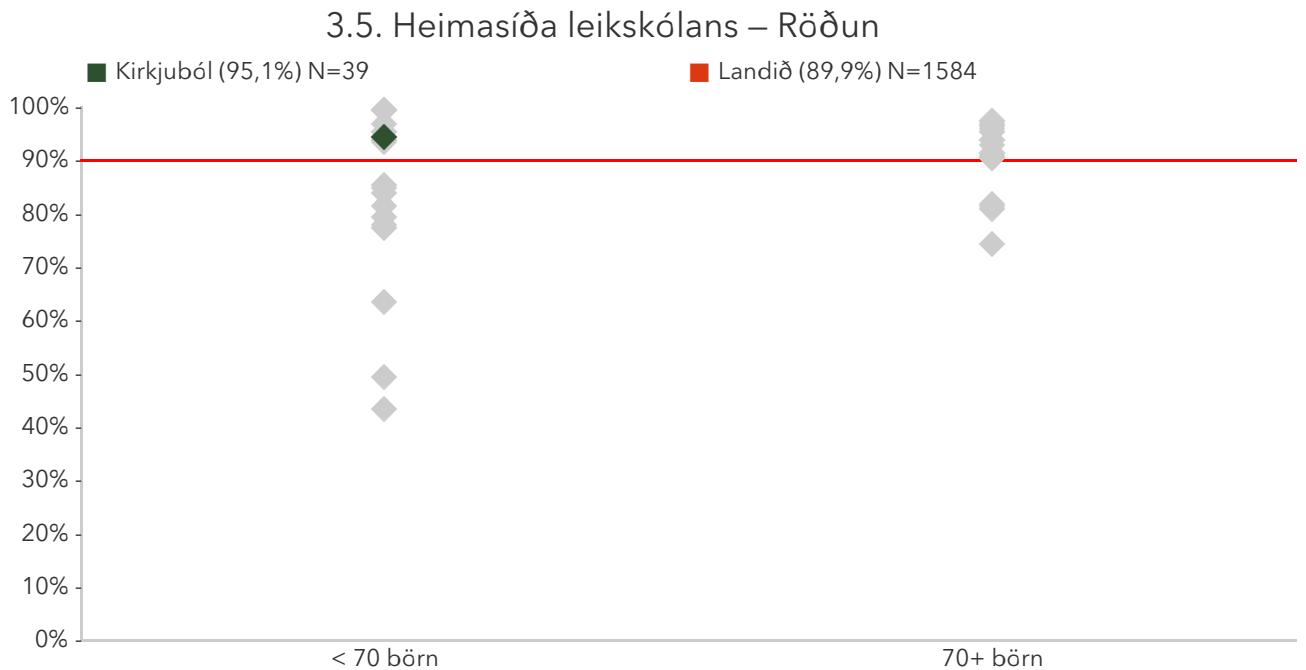 3.5. Heimasíða leikskólans – Röðun
Kirkjuból (95,1%) N=39
Landið (89,9%) N=1584
100%
90%
80%
70%
60%
50%
40%
30%
20%
10%
0%
< 70 börn
70+ börn